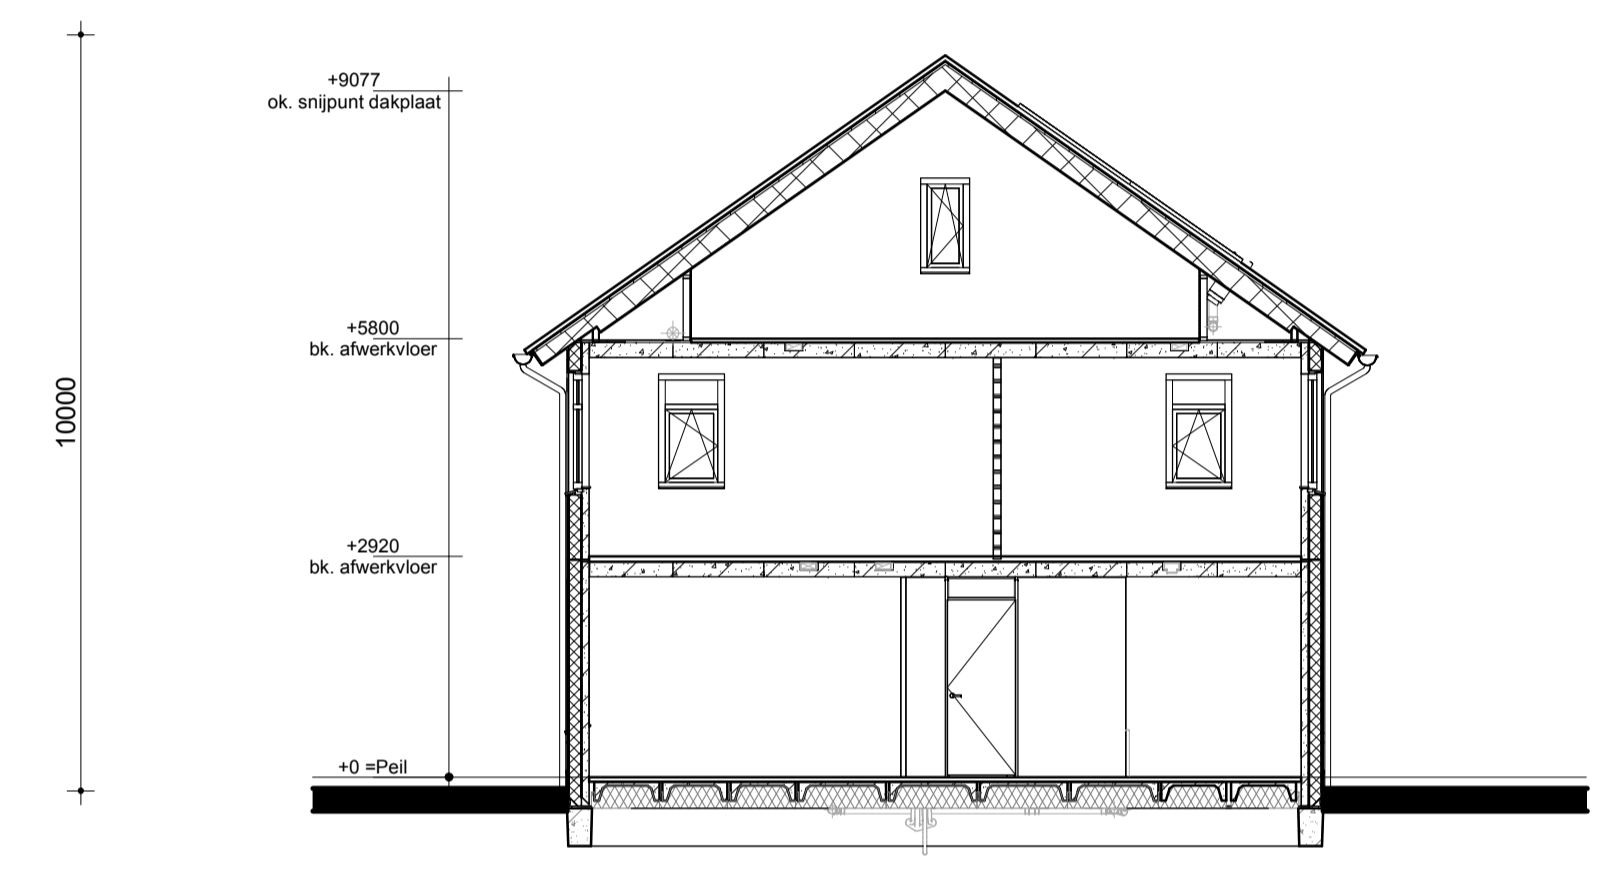 +9077
ok. snijpunt dakplaat
+5800
bk. afwerkvloer
10000
+2920
bk. afwerkvloer
+0 =Peil